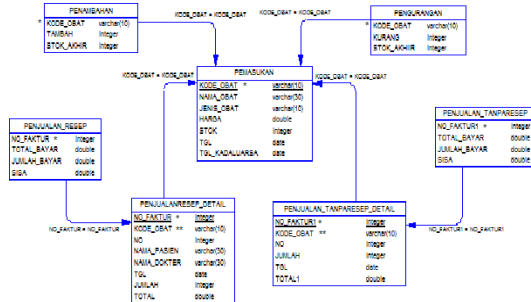 PENAMBAHAN
* KODE_OBAT varchar(10)
TAMBAH Integer
STOK_AKHIR Integer
KODE_OBAT = KODE_OBAT
KODE_OBAT = KODE_OBAT
PENGURANGAN
* KODE_OBAT varchar(10)
KURANG Integer
STOK_AKHIR Integer
KODE_OBAT = KODE_OBAT
PEMASUKAN
KODE_OBAT * varchar(10)
NAMA_OBAT varchar(30)
JENIS_OBAT varchar(10)
HARGA double
STOK Integer
TGL date
TGL_KADALUARSA date
KODE_OBAT = KODE_OBAT
PENJUALAN_RESEP
NO_FAKTUR * Integer
TOTAL_BAYAR double
JUMLAH_BAYAR double
SISA double
PENJUALAN_TANPARESEP
NO_FAKTUR1 * Integer
TOTAL_BAYAR double
JUMLAH_BAYAR double
SISA double
NO_FAKTUR = NO_FAKTUR
PENJUALANRESEP_DETAIL
NO_FAKTUR * Integer
KODE_OBAT ** varchar(10)
NO Integer
NAMA_PASIEN varchar(30)
NAMA_DOKTER varchar(30)
TGL date
JUMLAH Integer
TOTAL double
PENJUALAN_TANPARESEP_DETAIL
NO_FAKTUR1 * Integer
KODE_OBAT ** varchar(10)
NO Integer
JUMLAH Integer
TGL date
TOTAL1 double
NO_FAKTUR1 = NO_FAKTUR1